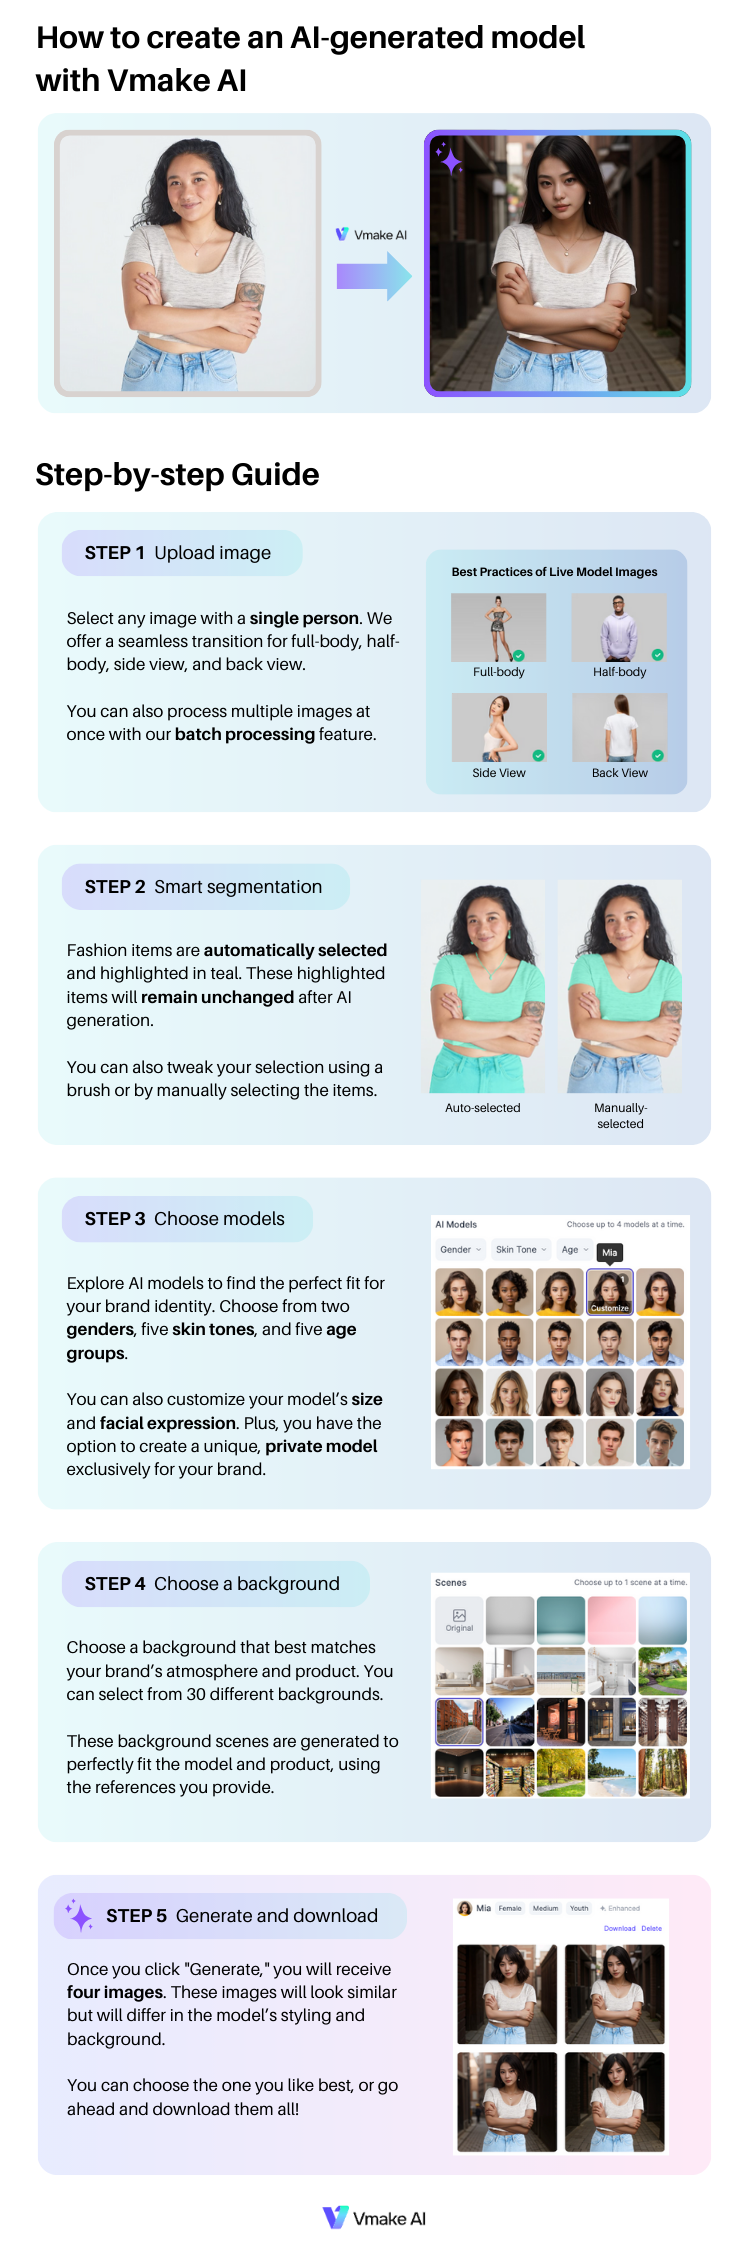 How to create an AI-generated model
with Vmake AI
Vmake AI
Step-by-step Guide
STEP 1 Upload image
Select any image with a single person. We
offer a seamless transition for full-body, half-
body, side view, and back view.
You can also process multiple images at
once with our batch processing feature.
Best Practices of Live Model Images
Full-body
Half-body
Side View
Back View
STEP 2 Smart segmentation
Fashion items are automatically selected
and highlighted in teal. These highlighted
items will remain unchanged after AI
generation.
You can also tweak your selection using a
brush or by manually selecting the items.
Auto-selected
Manually-
selected
STEP 3 Choose models
Explore AI models to find the perfect fit for
your brand identity. Choose from two
genders, five skin tones, and five age
groups.
You can also customize your model's size
and facial expression. Plus, you have the
option to create a unique, private model
exclusively for your brand.
AI Models
Choose up to 4 models at a time.
Gender
Skin Tone
Age
Mia
1
Customize
STEP 4 Choose a background
Choose a background that best matches
your brand's atmosphere and product. You
can select from 30 different backgrounds.
These background scenes are generated to
perfectly fit the model and product, using
the references you provide.
Scenes
Choose up to 1 scene at a time.
Original
STEP 5 Generate and download
Once you click "Generate," you will receive
four images. These images will look similar
but will differ in the model's styling and
background.
You can choose the one you like best, or go
ahead and download them all!
Mia Female Medium Youth Enhanced
Download Delete
Vmake AI